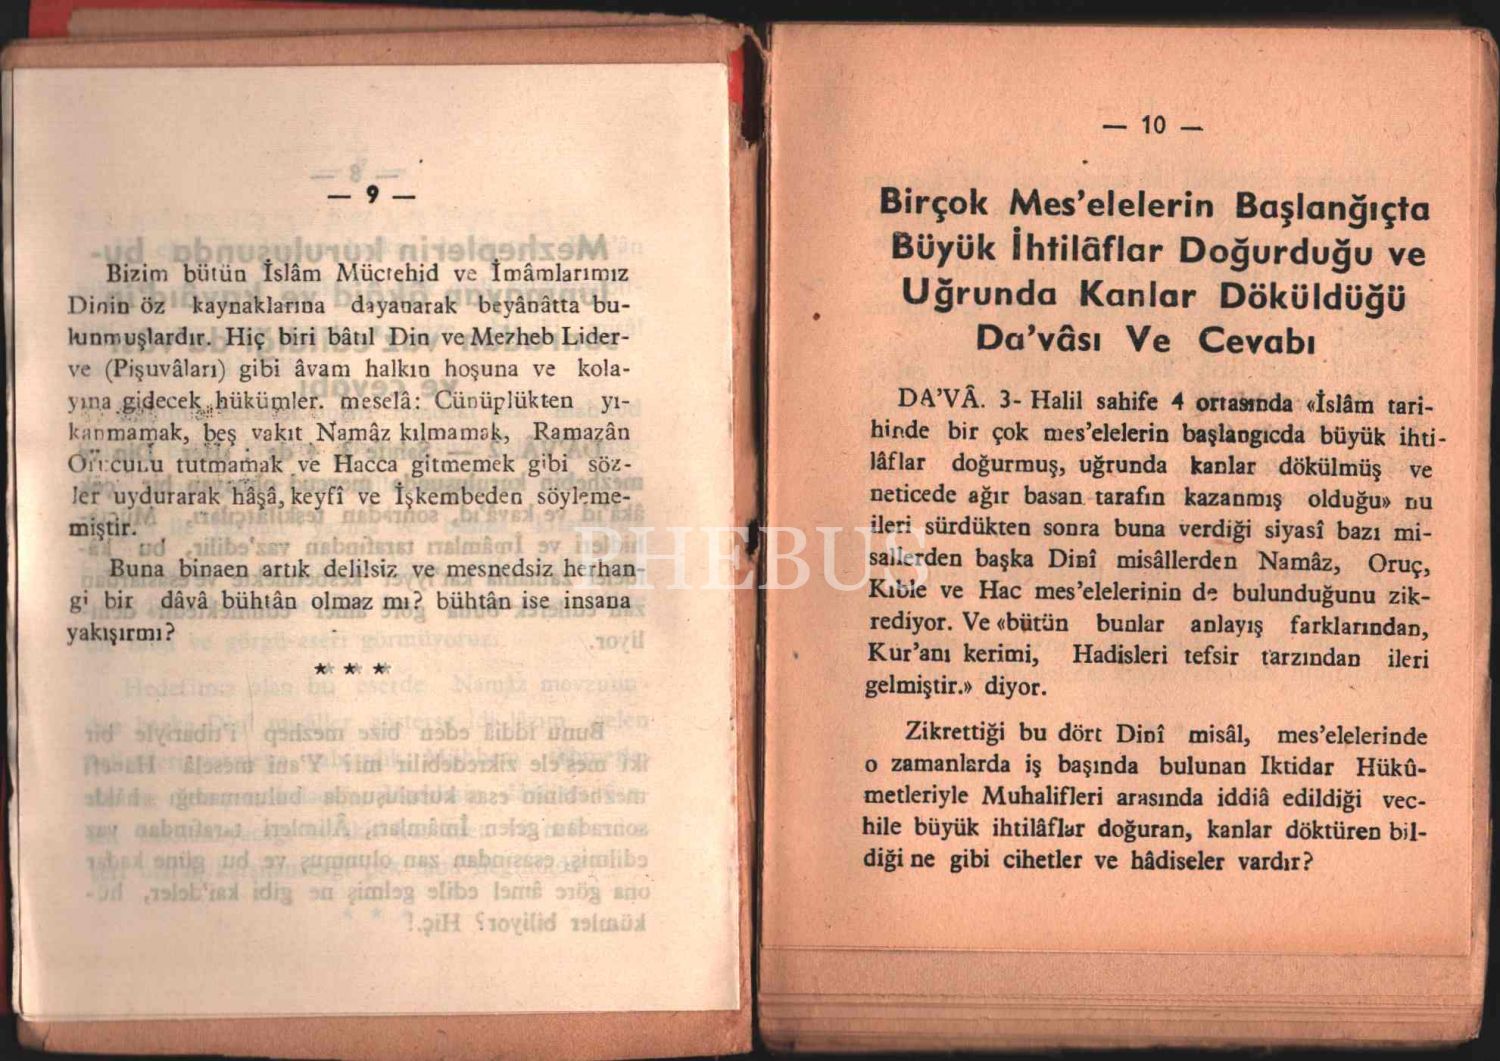 — 9 —
Bizim bütün İslâm Müctehid ve İmâmlarımız
Dinin öz kaynaklarına dayanarak beyânâtta bu-
lunmuşlardır. Hiç biri bâtıl Din ve Mezheb Lider-
ve (Pişuvâları) gibi âvam halkın hoşuna ve kola-
yına gidecek hükümler. meselâ: Cünüplükten yı-
kanmamak, beş vakit Namâz kılmamak, Ramazân
Orucunu tutmamak ve Hacca gitmemek gibi söz-
ler uydurarak hâşâ, keyfî ve İşkembeden söyleme-
miştir.
Buna binaen artık delilsiz ve mesnedsiz herhan-
gi bir dâvâ bühtân olmaz mı? bühtân ise insana
yakışırmı?
* * *
— 10 —
Birçok Mes'elelerin Başlanğıçta
Büyük İhtilâflar Doğurduğu ve
Uğrunda Kanlar Döküldüğü
Da'vâsı Ve Cevabı
DA'VÂ. 3- Halil sahife 4 ortasında «İslâm tari-
hinde bir çok mes'elelerin başlangıcda büyük ihti-
lâflar doğurmuş, uğrunda kanlar dökülmüş ve
neticede ağır basan tarafın kazanmış olduğu» nu
ileri sürdükten sonra buna verdiği siyasî bazı mi-
sallerden başka Dinî misâllerden Namâz, Oruç,
Kıble ve Hac mes'elelerinin de bulunduğunu zik-
rediyor. Ve «bütün bunlar anlayış farklarından,
Kur'anı kerimi, Hadisleri tefsir tarzından ileri
gelmiştir.» diyor.
Zikrettiği bu dört Dinî misâl, mes'elelerinde
o zamanlarda iş başında bulunan Iktidar Hükû-
metleriyle Muhalifleri arasında iddiâ edildiği vec-
hile büyük ihtilâflar doğuran, kanlar döktüren bil-
diği ne gibi cihetler ve hâdiseler vardır?
PHEBUS